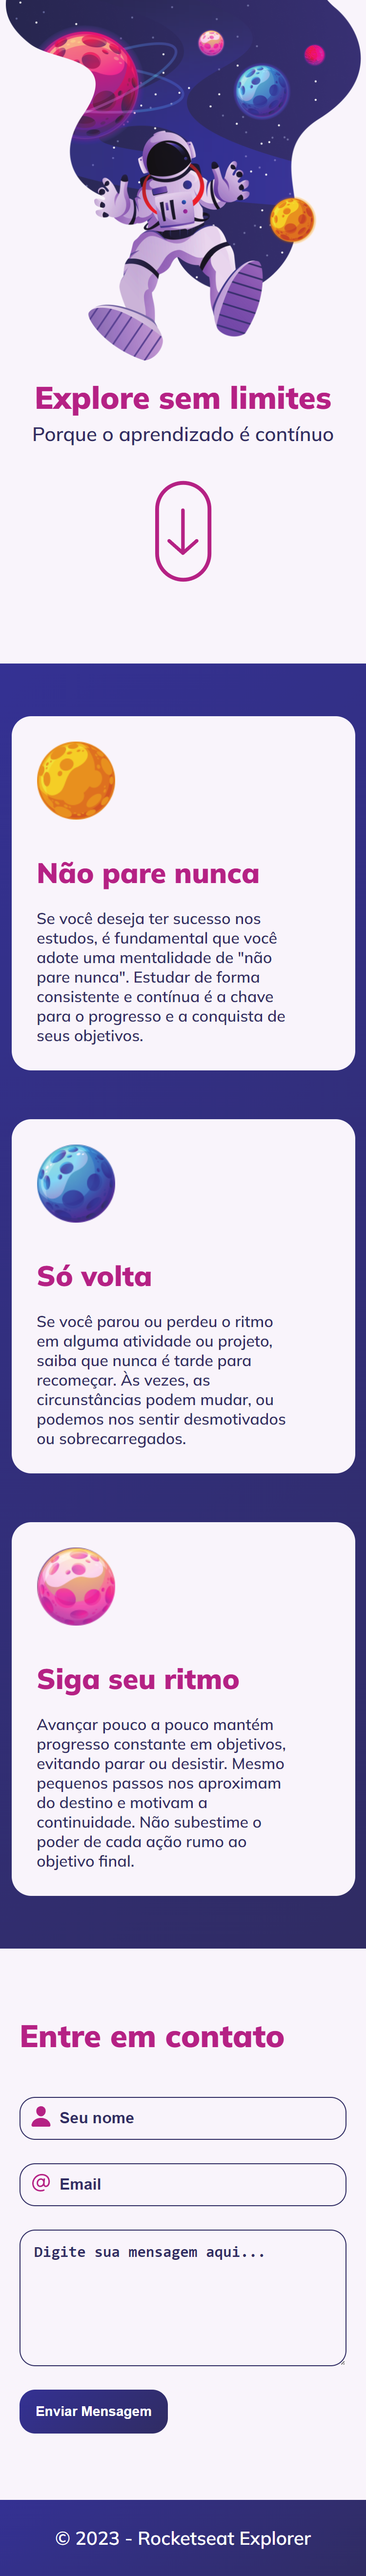 Explore sem limites
Porque o aprendizado é contínuo
Não pare nunca
Se você deseja ter sucesso nos
estudos, é fundamental que você
adote uma mentalidade de "não
pare nunca". Estudar de forma
consistente e contínua é a chave
para o progresso e a conquista de
seus objetivos.
Só volta
Se você parou ou perdeu o ritmo
em alguma atividade ou projeto,
saiba que nunca é tarde para
recomeçar. Às vezes, as
circunstâncias podem mudar, ou
podemos nos sentir desmotivados
ou sobrecarregados.
Siga seu ritmo
Avançar pouco a pouco mantém
progresso constante em objetivos,
evitando parar ou desistir. Mesmo
pequenos passos nos aproximam
do destino e motivam a
continuidade. Não subestime o
poder de cada ação rumo ao
objetivo final.
Entre em contato
Seu nome
@ Email
Digite sua mensagem aqui...
Enviar Mensagem
© 2023 - Rocketseat Explorer